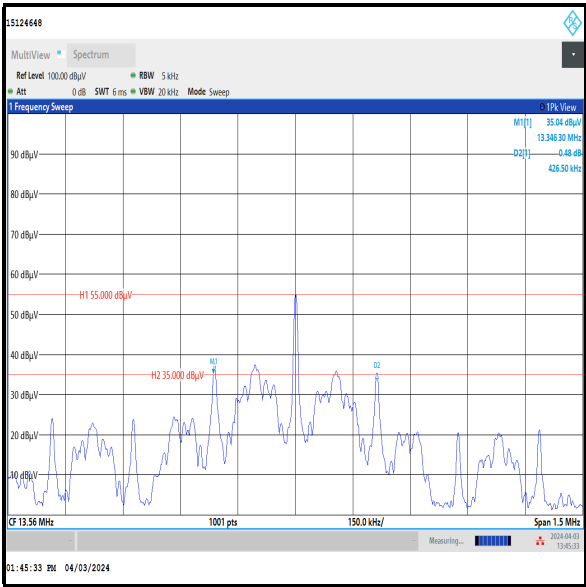 15124648
MultiView Spectrum
Ref Level 100.00 dBµV RBW 5 kHz
Att 0 dB SWT 6 ms VBW 20 kHz Mode Sweep
1 Frequency Sweep 1Pk View
M1[1] 35.04 dBµV
13.34630 MHz
90 dBµV D2[1] 0.48 dB
426.50 kHz
80 dBµV
70 dBµV
60 dBµV
H1 55.000 dBµV
50 dBµV
40 dBµV
M1 D2
H2 35.000 dBµV
30 dBµV
20 dBµV
10 dBµV
CF 13.56 MHz 1001 pts 150.0 kHz/ Span 1.5 MHz
Measuring... 2024-04-03
13:45:33
01:45:33 PM 04/03/2024